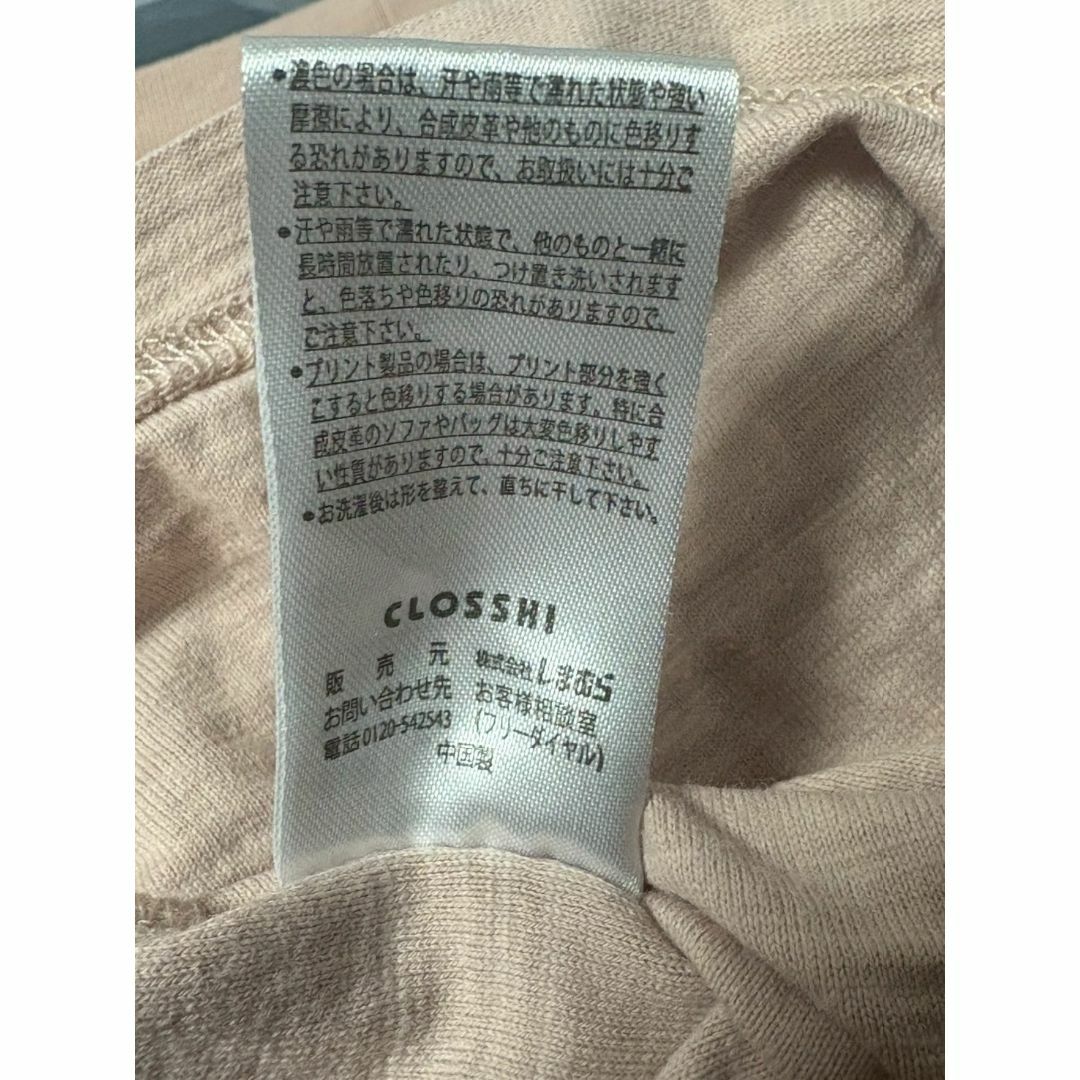 •濃色の場合は、汗や雨等で濡れた状態や強い
摩擦により、合成皮革や他のものに色移りす
る恐れがありますので、お取扱いには十分ご
注意下さい。
•汗や雨等で濡れた状態で、他のものと一緒に
長時間放置されたり、つけ置き洗いされます
と、色落ちや色移りの恐れがありますので、
ご注意下さい。
•プリント製品の場合は、プリント部分を強く
こすると色移りする場合があります。特に合
成皮革のソファやバッグは大変色移りしやす
い性質がありますので、十分ご注意下さい。
•お洗濯後は形を整えて、直ちに干して下さい。
CLOSSHI
販売元 株式会社しまむら
お問い合わせ先 お客様相談室
電話0120-542543 (フリーダイヤル)
中国製